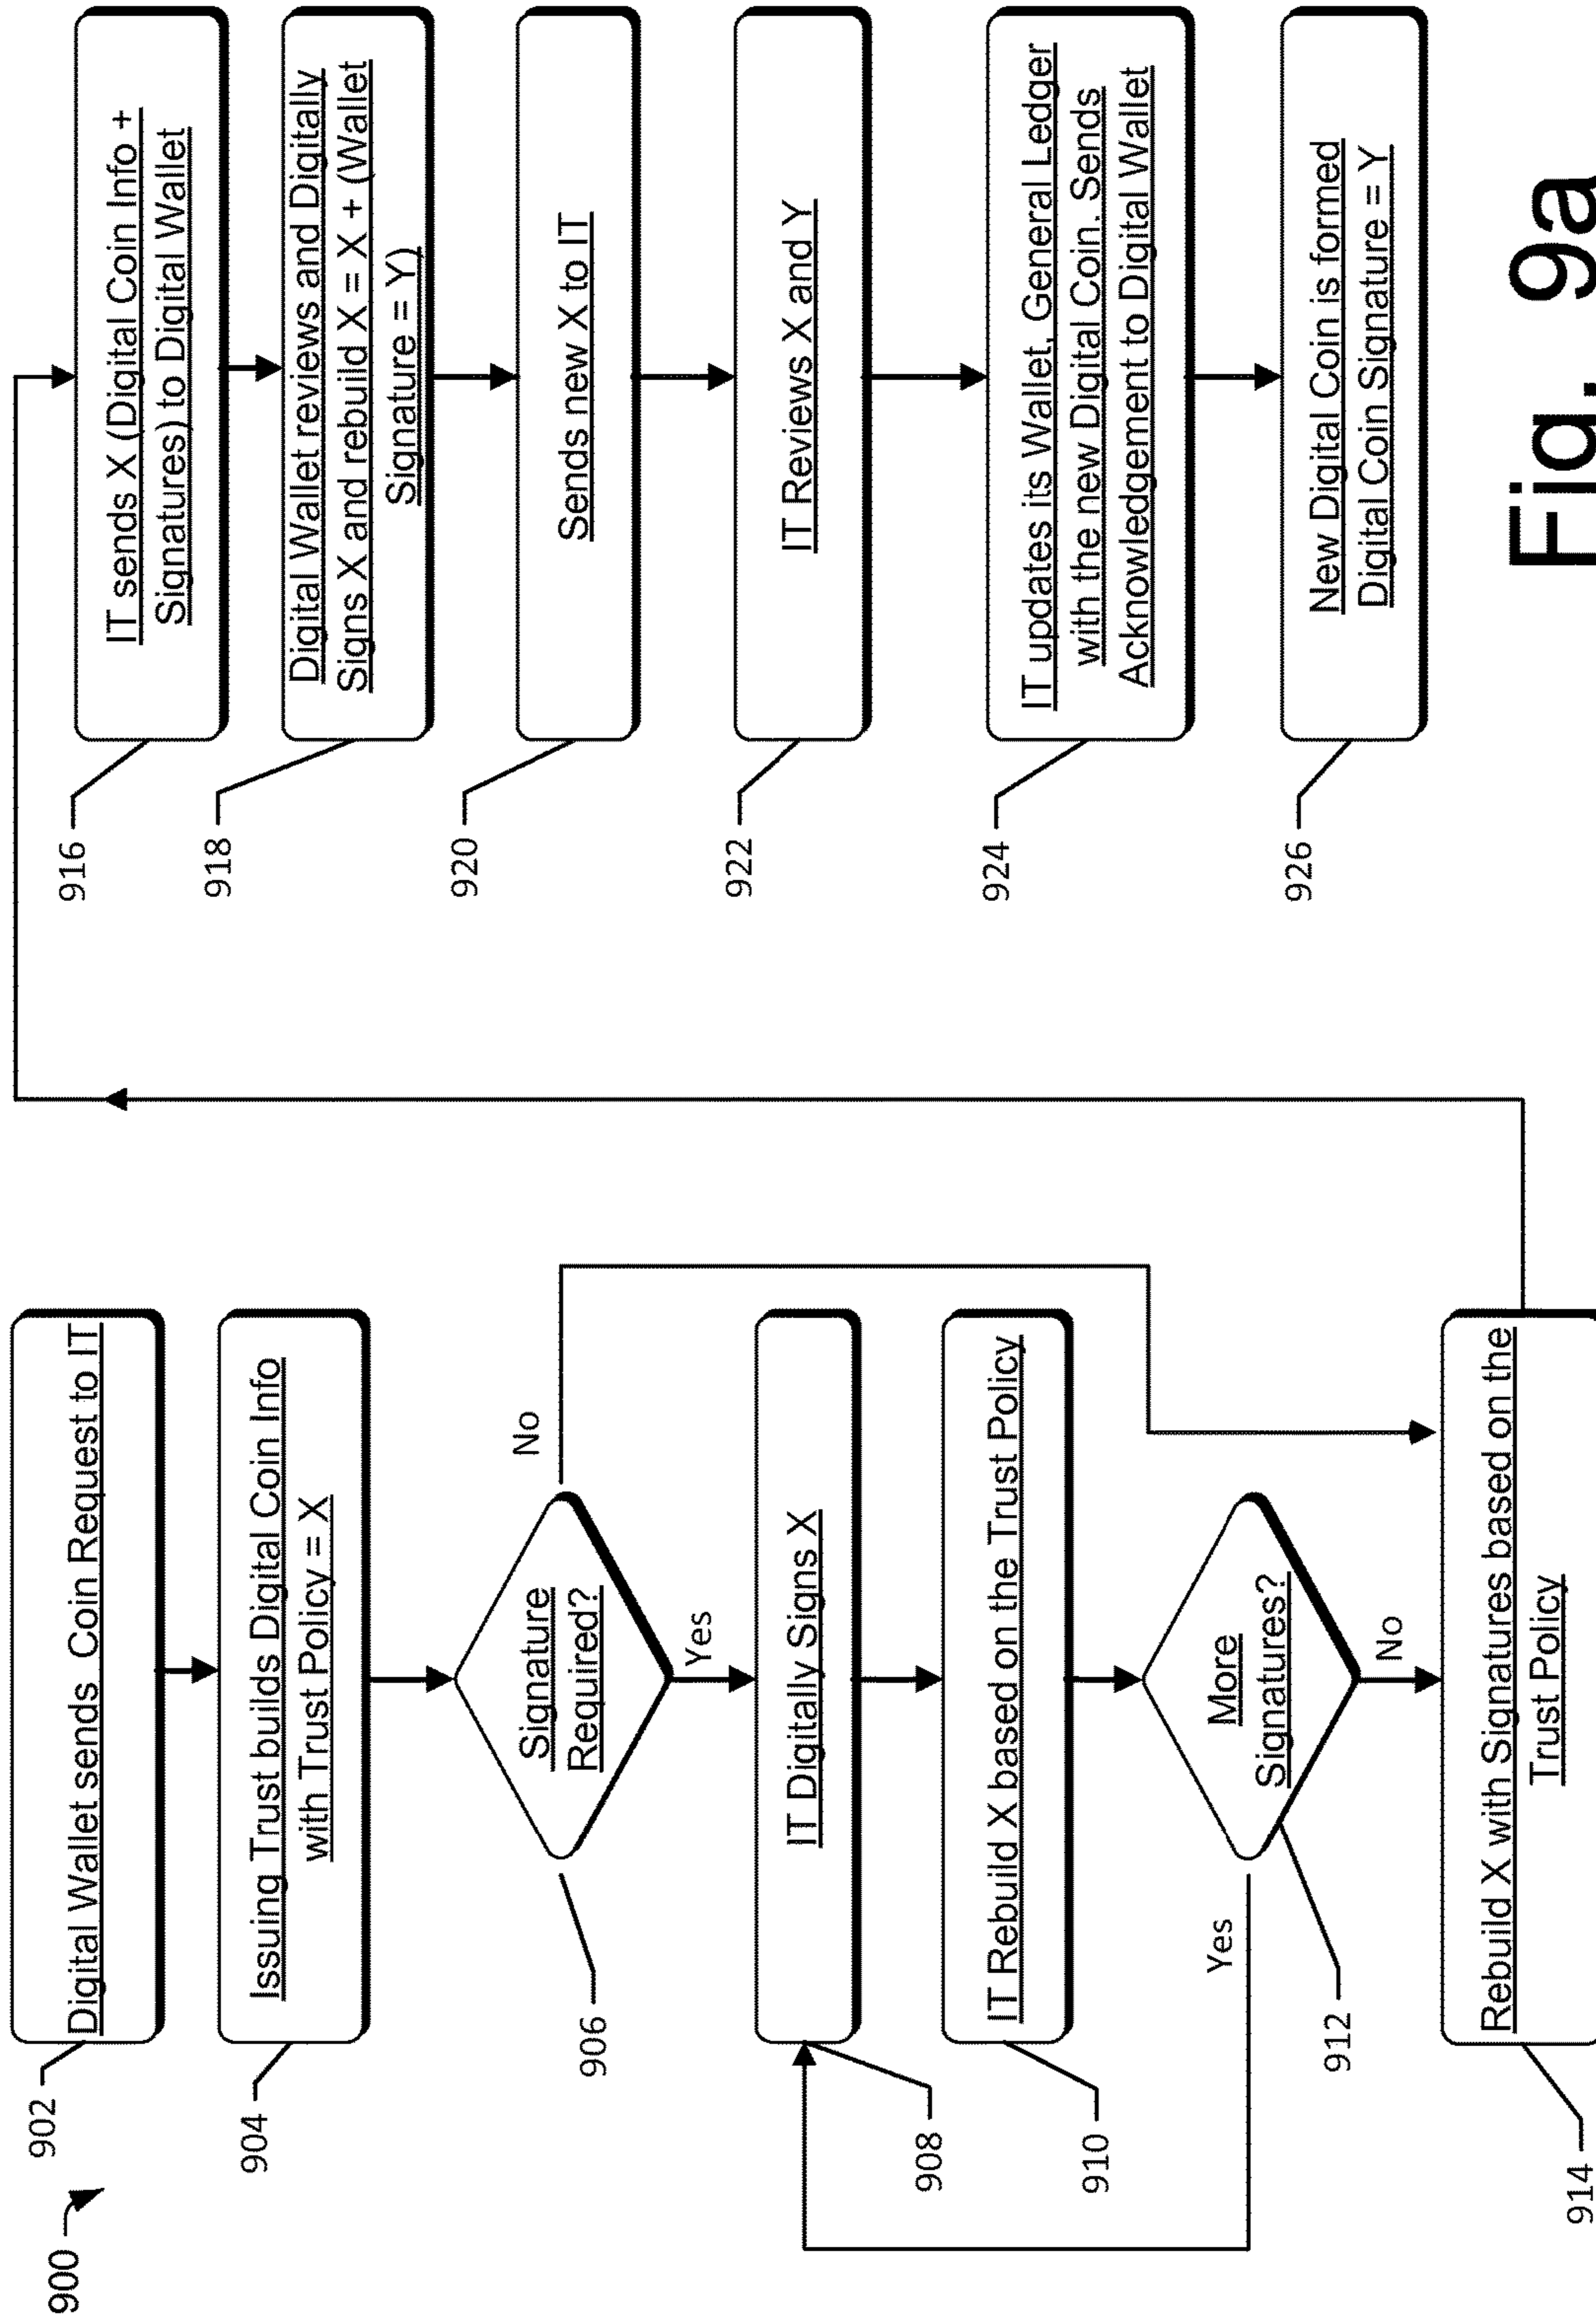 900
902
Digital Wallet sends  Coin Request to IT
904
Issuing Trust builds Digital Coin Info
with Trust Policy = X
906
Signature
Required?
No
Yes
908
IT Digitally Signs X
910
IT Rebuild X based on the Trust Policy
912
More
Signatures?
Yes
No
914
Rebuild X with Signatures based on the
Trust Policy
916
IT sends X (Digital Coin Info +
Signatures) to Digital Wallet
918
Digital Wallet reviews and Digitally
Signs X and rebuild X = X + (Wallet
Signature = Y)
920
Sends new X to IT
922
IT Reviews X and Y
924
IT updates its Wallet, General Ledger
with the new Digital Coin. Sends
Acknowledgement to Digital Wallet
926
New Digital Coin is formed
Digital Coin Signature = Y
Fig. 9a